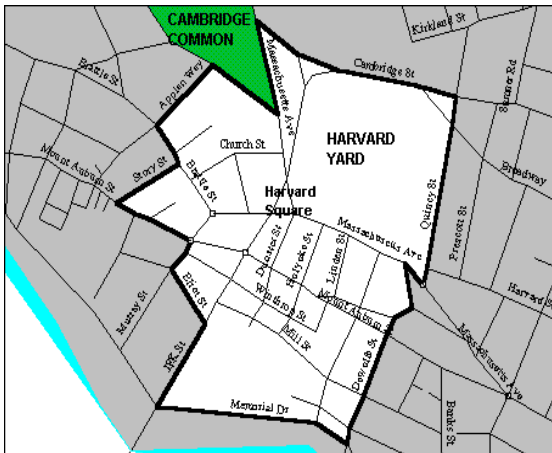 CAMBRIDGE
COMMON
Kirkland St
Brattle St
Appian Way
Massachusetts Ave
Cambridge St
Sumner Rd
Mount Auburn St
Story St
Church St
Brattle St
HARVARD
YARD
Broadway
Harvard
Square
Quincy St
Prescott St
Massachusetts Ave
Dunster St
Holyoke St
Linden St
Harvard S
Murray St
Eliot St
Winthrop St
Mount Auburn S
Mill St
JFK St
Dewolfe St
Massachusetts Ave
Memorial Dr
Banks St